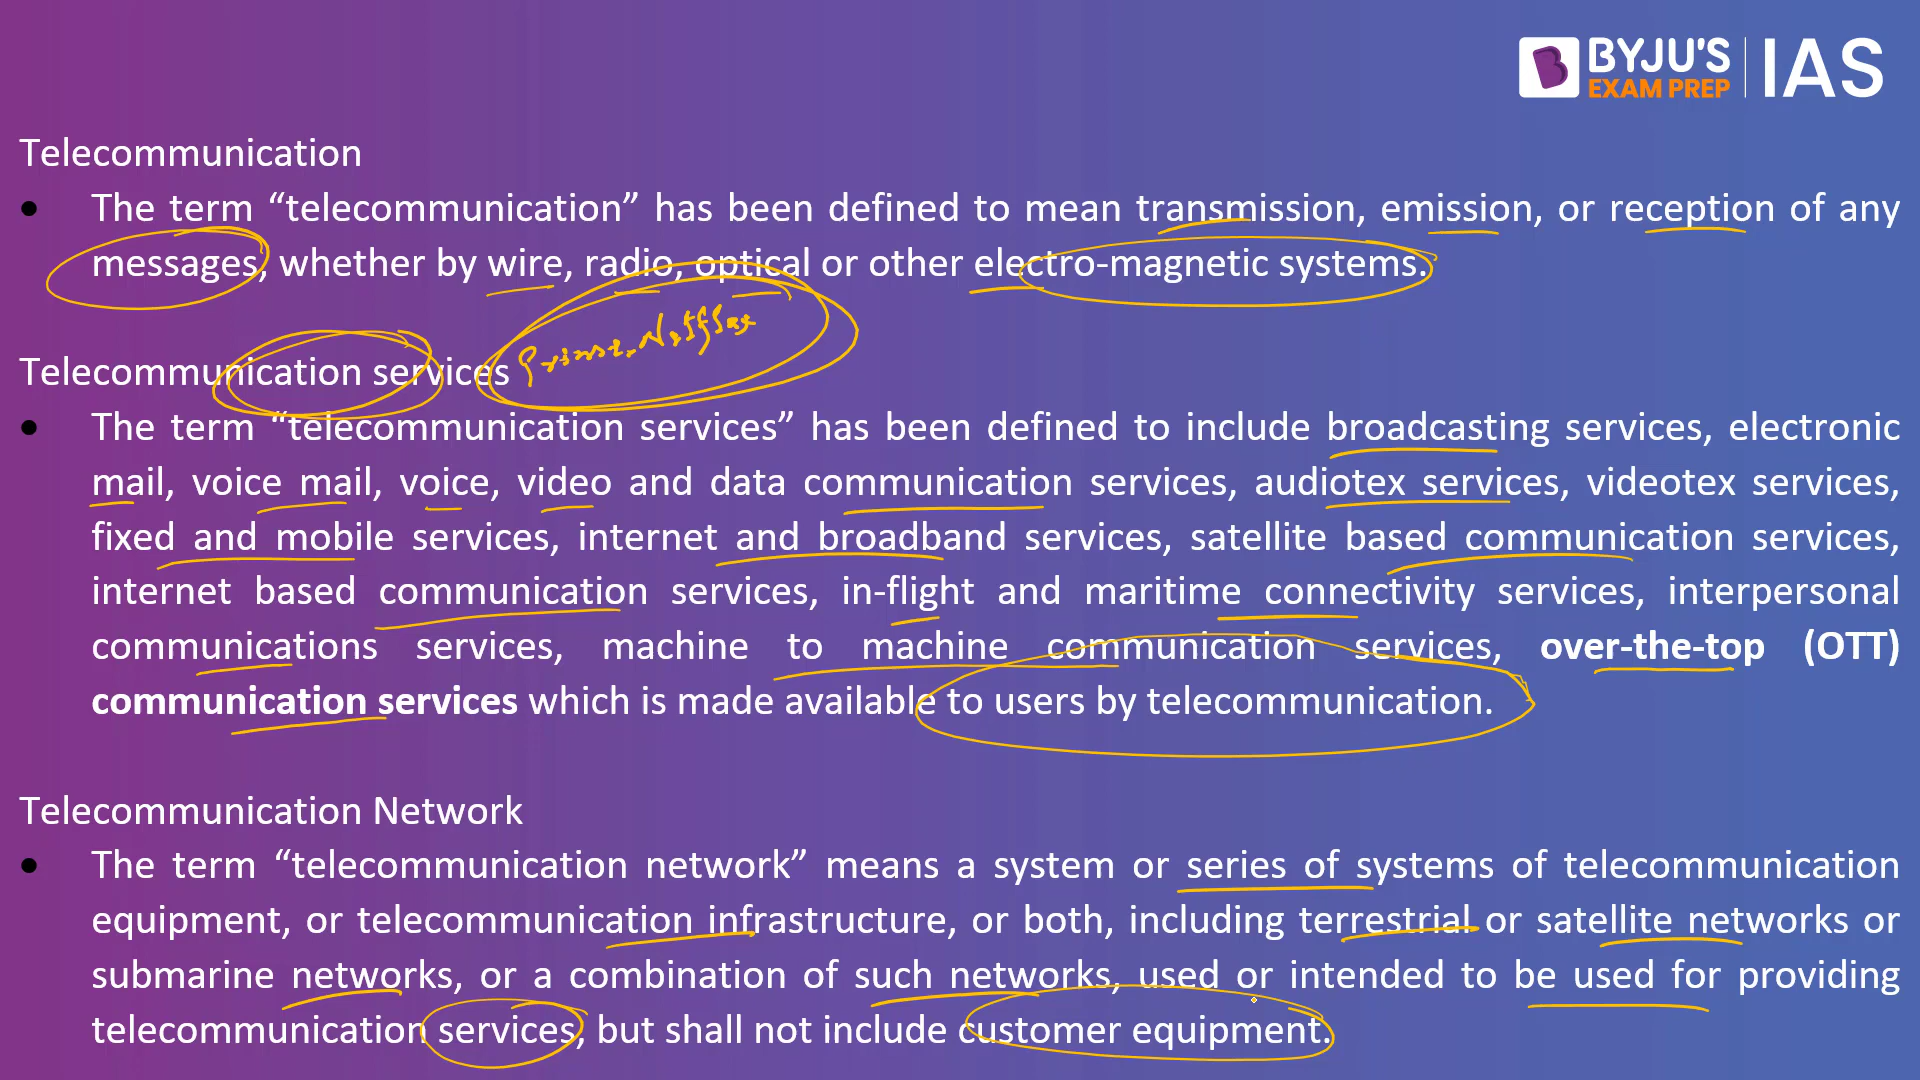 BYJU'S
EXAM PREP
IAS
Telecommunication
• The term “telecommunication” has been defined to mean transmission, emission, or reception of any
messages, whether by wire, radio, optical or other electro-magnetic systems.
Telecommunication services
• The term “telecommunication services” has been defined to include broadcasting services, electronic
mail, voice mail, voice, video and data communication services, audiotex services, videotex services,
fixed and mobile services, internet and broadband services, satellite based communication services,
internet based communication services, in-flight and maritime connectivity services, interpersonal
communications services, machine to machine communication services, over-the-top (OTT)
communication services which is made available to users by telecommunication.
Telecommunication Network
• The term “telecommunication network” means a system or series of systems of telecommunication
equipment, or telecommunication infrastructure, or both, including terrestrial or satellite networks or
submarine networks, or a combination of such networks, used or intended to be used for providing
telecommunication services, but shall not include customer equipment.